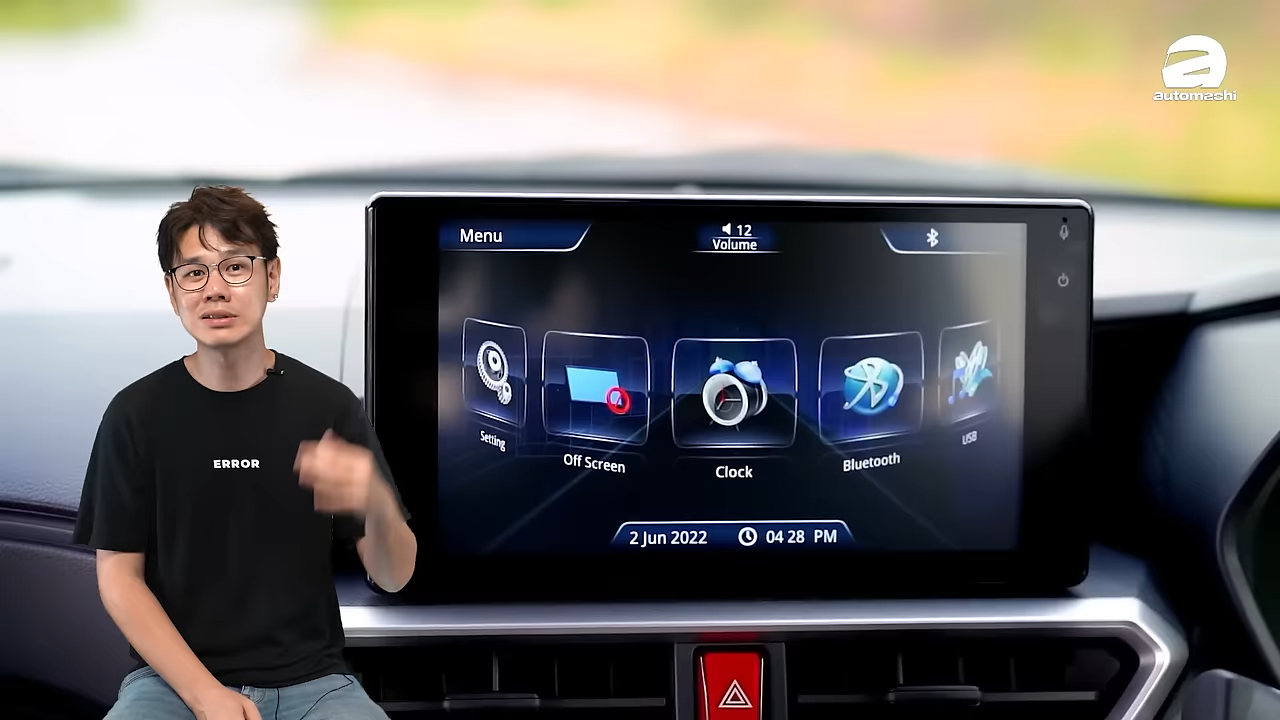 automachi
Menu
12
Volume
Setting
Off Screen
Clock
Bluetooth
USB
2 Jun 2022
04 28 PM
ERROR